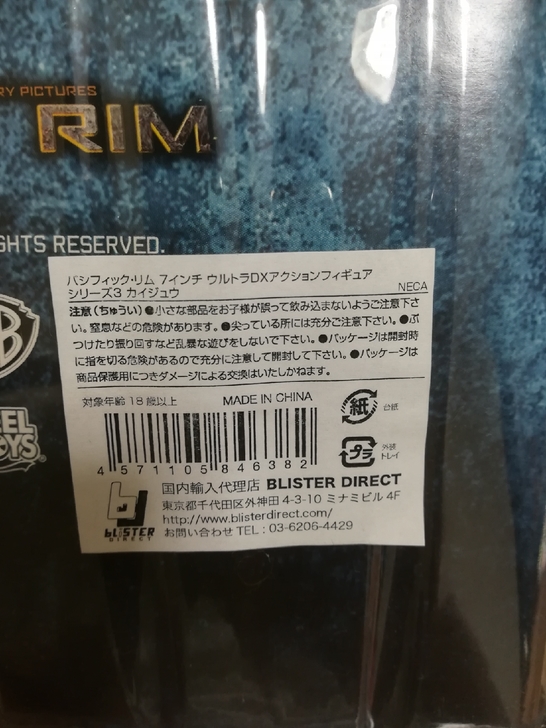 RY PICTURES
RIM
GHTS RESERVED.
パシフィック・リム 7インチ ウルトラDXアクションフィギュア
シリーズ3 カイジュウ
NECA
注意(ちゅうい)●小さな部品をお子様が誤って飲み込まないようご注意下さ
い。窒息などの危険があります。●尖っている所には充分ご注意下さい。●ぶ
つけたり振り回すなど乱暴な遊びをしないで下さい。●パッケージは開封時
に指を切る危険があるので充分に注意して開封して下さい。●パッケージは
商品保護用につきダメージによる交換はいたしかねます。
対象年齢 18 歳以上 MADE IN CHINA
紙 台紙
プラ 外装
トレイ
4 571105 846382
国内輸入代理店 BLISTER DIRECT
東京都千代田区外神田 4-3-10 ミナミビル 4F
http://www.blisterdirect.com/
お問い合わせ TEL : 03-6206-4429
BLISTER
DIRECT
EEL
OYS